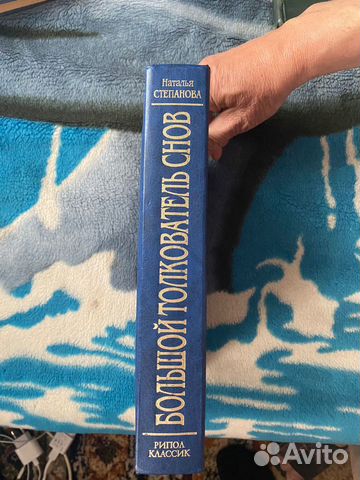 Наталья
СТЕПАНОВА
БОЛЬШОЙ ТОЛКОВАТЕЛЬ СНОВ
РИПОЛ
КЛАССИК
Avito